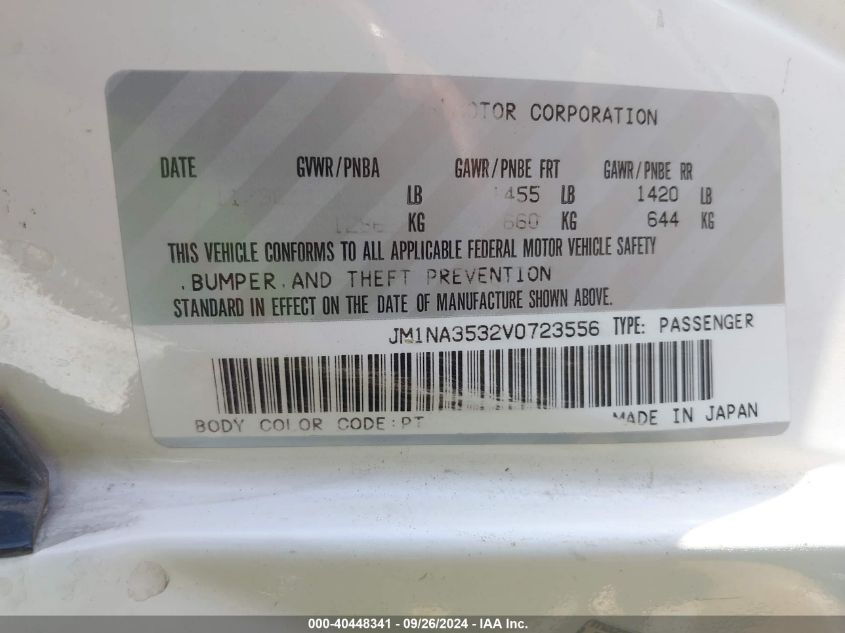 MOTOR CORPORATION
DATE GVWR/PNBA GAWR/PNBE FRT GAWR/PNBE RR
LB 1455 LB 1420 LB
KG 660 KG 644 KG
THIS VEHICLE CONFORMS TO ALL APPLICABLE FEDERAL MOTOR VEHICLE SAFETY
,BUMPER,AND THEFT PREVENTION
STANDARD IN EFFECT ON THE DATE OF MANUFACTURE SHOWN ABOVE.
JM1NA3532V0723556 TYPE: PASSENGER
BODY COLOR CODE:PT MADE IN JAPAN
000-40448341 - 09/26/2024 - IAA Inc.